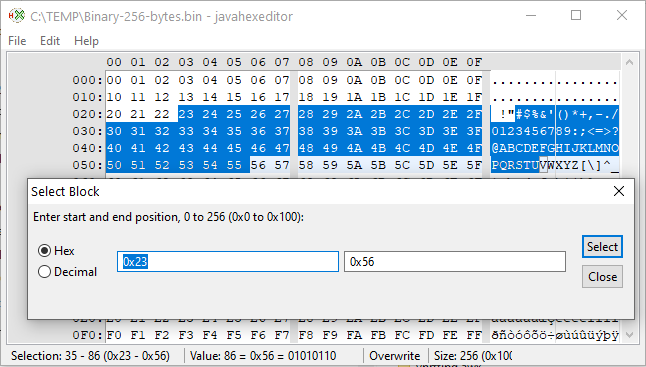 C:\TEMP\Binary-256-bytes.bin - javahexeditor
File Edit Help
00 01 02 03 04 05 06 07 08 09 0A 0B 0C 0D 0E 0F
000: 00 01 02 03 04 05 06 07 08 09 0A 0B 0C 0D 0E 0F ................
010: 10 11 12 13 14 15 16 17 18 19 1A 1B 1C 1D 1E 1F ................
020: 20 21 22 23 24 25 26 27 28 29 2A 2B 2C 2D 2E 2F !"#$%&'()*+,-./
030: 30 31 32 33 34 35 36 37 38 39 3A 3B 3C 3D 3E 3F 0123456789:;<=>?
040: 40 41 42 43 44 45 46 47 48 49 4A 4B 4C 4D 4E 4F @ABCDEFGHIJKLMNO
050: 50 51 52 53 54 55 56 57 58 59 5A 5B 5C 5D 5E 5F PQRSTUVWXYZ[\]^_
Select Block
Enter start and end position, 0 to 256 (0x0 to 0x100):
Hex
Decimal
0x23
0x56
Select
Close
0F0: F0 F1 F2 F3 F4 F5 F6 F7 F8 F9 FA FB FC FD FE FF ðñòóôõö÷øùúûüýþÿ
Selection: 35 - 86 (0x23 - 0x56) Value: 86 = 0x56 = 01010110 Overwrite Size: 256 (0x100